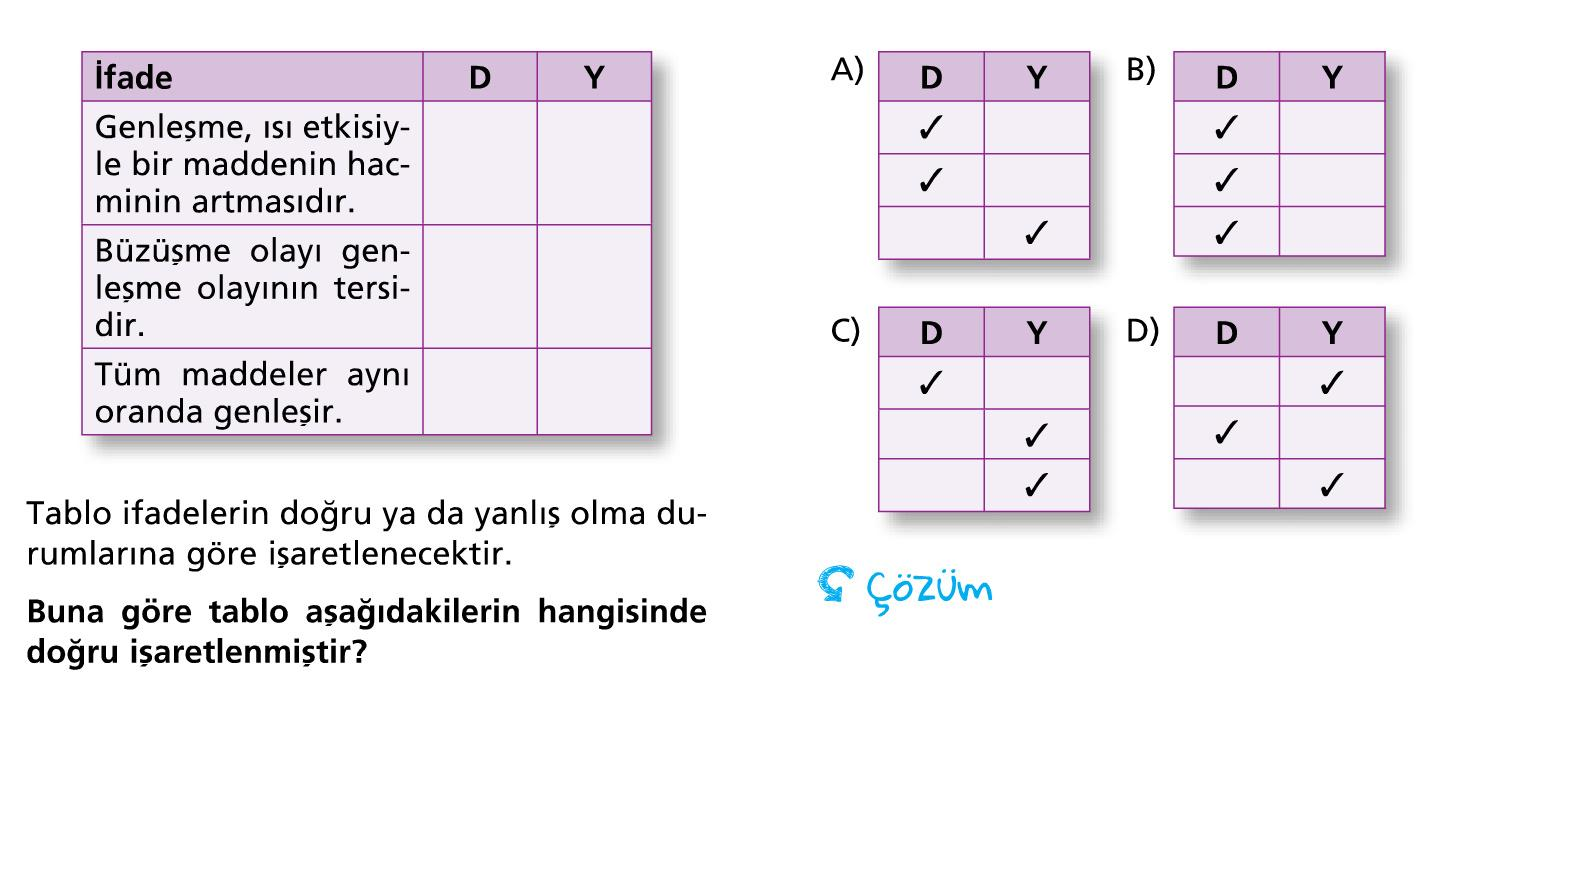 İfade D Y
Genleşme, ısı etkisiy-
le bir maddenin hac-
minin artmasıdır.
Büzüşme olayı gen-
leşme olayının tersi-
dir.
Tüm maddeler aynı
oranda genleşir.
Tablo ifadelerin doğru ya da yanlış olma du-
rumlarına göre işaretlenecektir.
Buna göre tablo aşağıdakilerin hangisinde
doğru işaretlenmiştir?
A) D Y
✓
✓
✓
B) D Y
✓
✓
✓
C) D Y
✓
✓
✓
D) D Y
✓
✓
✓
Çözüm